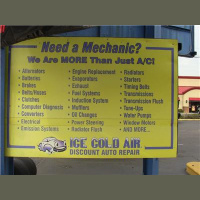 Need a Mechanic?
We Are MORE Than Just A/C!
• Alternators
• Batteries
• Brakes
• Belts/Hoses
• Clutches
• Computer Diagnosis
• Converters
• Electrical
• Emission Systems
• Engine Replacement
• Evaporators
• Exhaust
• Fuel Systems
• Induction System
• Mufflers
• Oil Changes
• Power Steering
• Radiator Flush
• Radiators
• Starters
• Timing Belts
• Transmissions
• Transmission Flush
• Tune-Ups
• Water Pumps
• Window Motors
• AND MORE...
ICE COLD AIR
DISCOUNT AUTO REPAIR